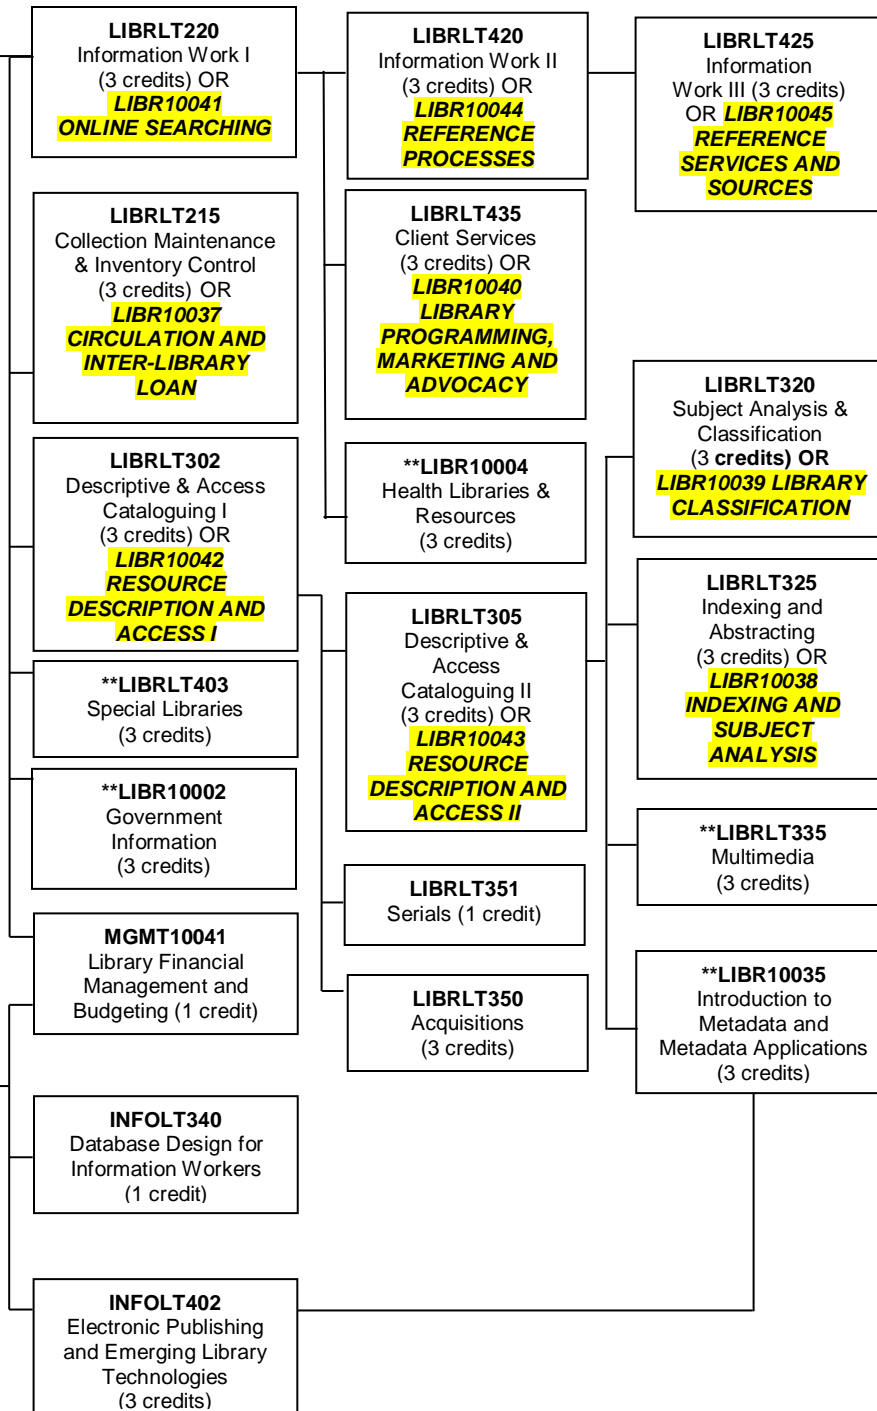 LIBRLT220
Information Work I
(3 credits) OR
LIBR10041
ONLINE SEARCHING
LIBRLT215
Collection Maintenance
& Inventory Control
(3 credits) OR
LIBR10037
CIRCULATION AND
INTER-LIBRARY
LOAN
LIBRLT302
Descriptive & Access
Cataloguing I
(3 credits) OR
LIBR10042
RESOURCE
DESCRIPTION AND
ACCESS I
**LIBRLT403
Special Libraries
(3 credits)
**LIBR10002
Government
Information
(3 credits)
MGMT10041
Library Financial
Management and
Budgeting (1 credit)
INFOLT340
Database Design for
Information Workers
(1 credit)
INFOLT402
Electronic Publishing
and Emerging Library
Technologies
(3 credits)
LIBRLT420
Information Work II
(3 credits) OR
LIBR10044
REFERENCE
PROCESSES
LIBRLT435
Client Services
(3 credits) OR
LIBR10040
LIBRARY
PROGRAMMING,
MARKETING AND
ADVOCACY
**LIBR10004
Health Libraries &
Resources
(3 credits)
LIBRLT305
Descriptive &
Access
Cataloguing II
(3 credits) OR
LIBR10043
RESOURCE
DESCRIPTION AND
ACCESS II
LIBRLT351
Serials (1 credit)
LIBRLT350
Acquisitions
(3 credits)
LIBRLT425
Information
Work III (3 credits)
OR LIBR10045
REFERENCE
SERVICES AND
SOURCES
LIBRLT320
Subject Analysis &
Classification
(3 credits) OR
LIBR10039 LIBRARY
CLASSIFICATION
LIBRLT325
Indexing and
Abstracting
(3 credits) OR
LIBR10038
INDEXING AND
SUBJECT
ANALYSIS
**LIBRLT335
Multimedia
(3 credits)
**LIBR10035
Introduction to
Metadata and
Metadata Applications
(3 credits)